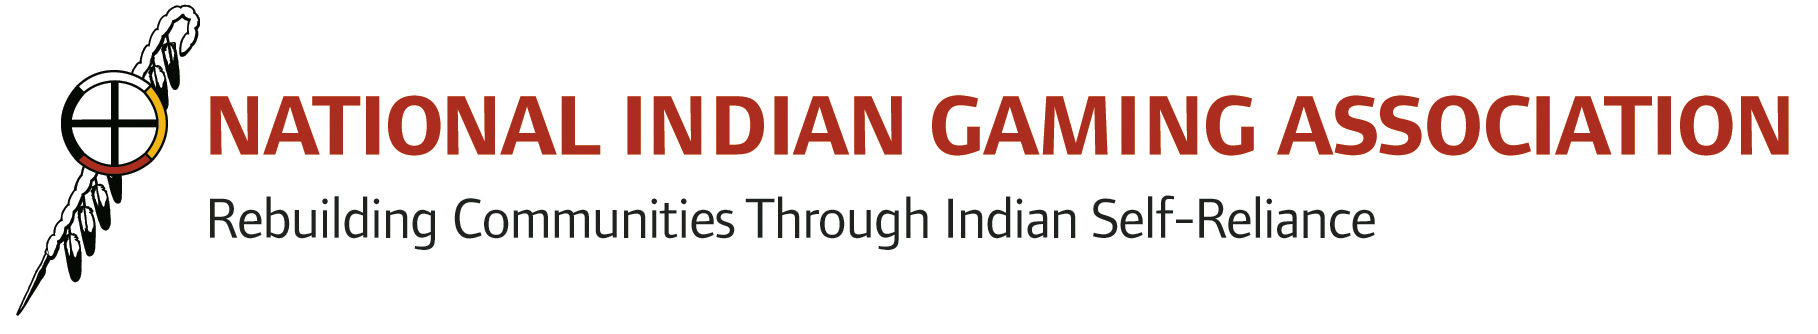 NATIONAL INDIAN GAMING ASSOCIATION
Rebuilding Communities Through Indian Self-Reliance